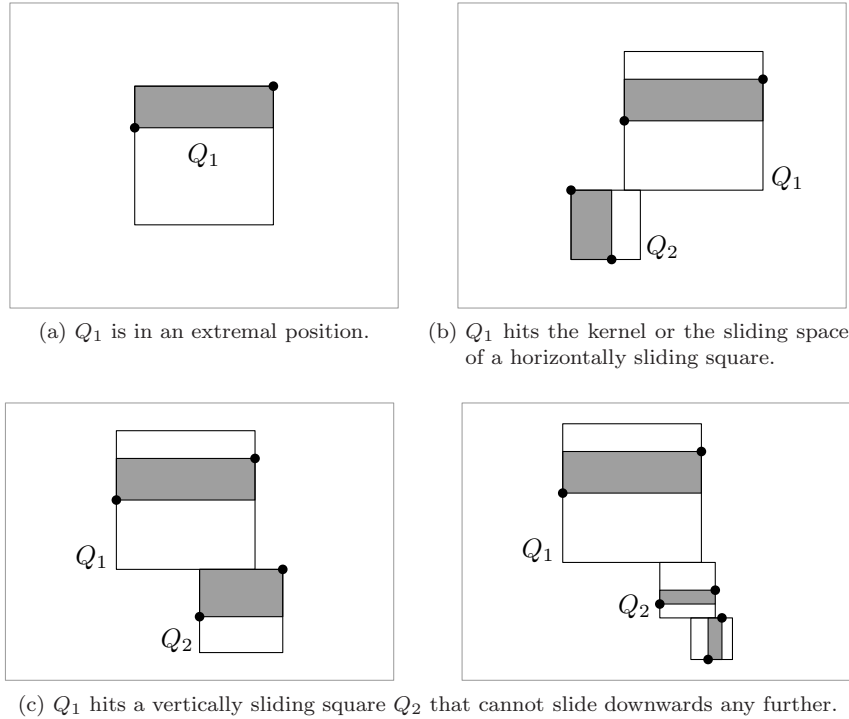 Q₁
Q₁
Q₂
(a) Q₁ is in an extremal position.
(b) Q₁ hits the kernel or the sliding space
of a horizontally sliding square.
Q₁
Q₂
Q₁
Q₂
(c) Q₁ hits a vertically sliding square Q₂ that cannot slide downwards any further.